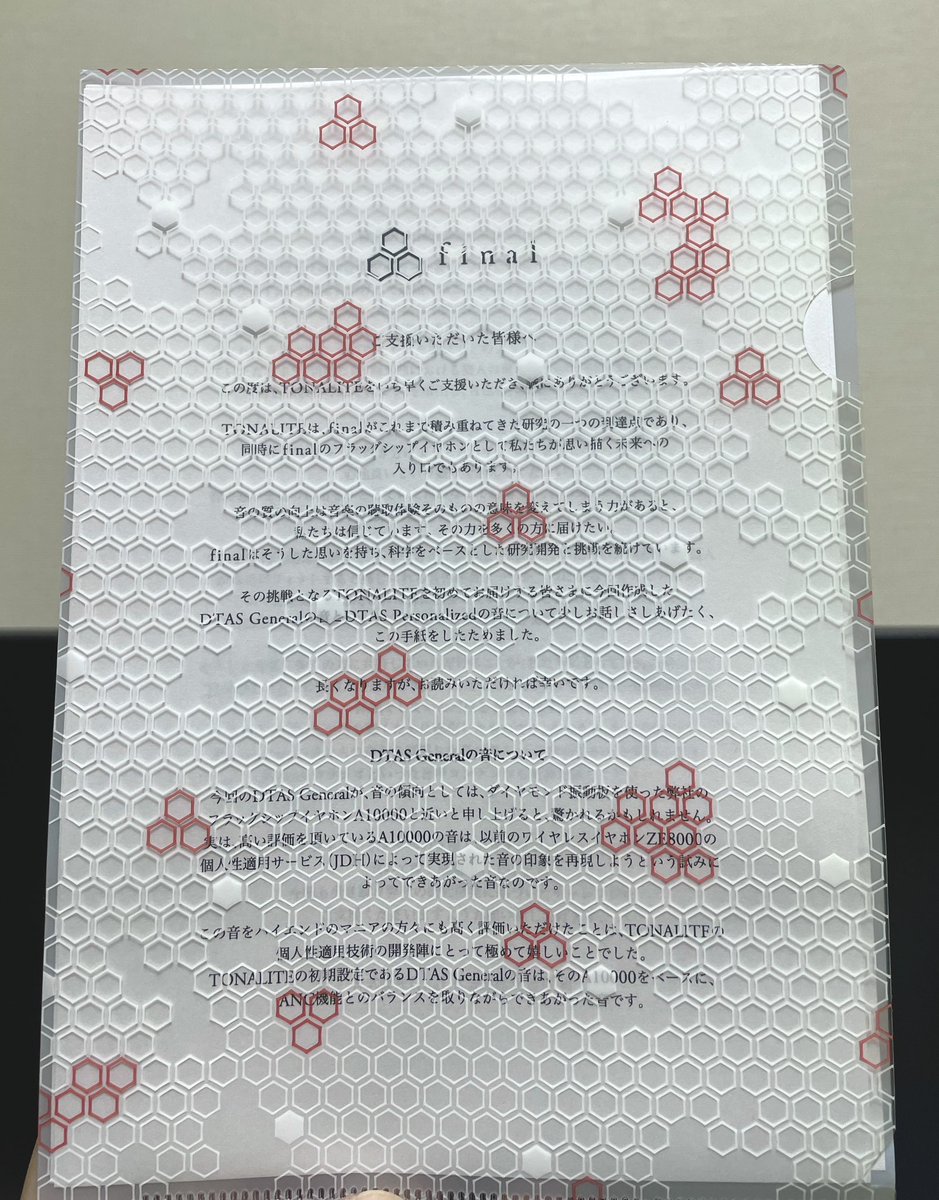 final
ご支援いただいた皆様へ
この度は、TONALITEをいち早くご支援いただき、誠にありがとうございます。
TONALITEは、finalがこれまで積み重ねてきた研究の一つの到達点であり、
同時にfinalのフラッグシップイヤホンとして私たちが思い描く未来への
入り口でもあります。
音の質の向上は音楽の聴取体験そのものの意味を変えてしまう力があると、
私たちは信じています。その力を多くの方に届けたい。
finalはそうした思いを持ち、科学をベースとした研究開発と挑戦を続けています。
その挑戦となるTONALITEを初めてお届けする皆さまに今回作成した
DTAS Generalの音とDTAS Personalizedの音について少しお話しさしあげたく、
この手紙をしたためました。
長くなりますが、お読みいただければ幸いです。
DTAS Generalの音について
今回のDTAS Generalが、音の傾向としては、ダイヤモンド振動板を使った弊社の
フラッグシップイヤホンA10000と近いと申し上げると、驚かれるかもしれません。
実は、高い評価を頂いているA10000の音は、以前のワイヤレスイヤホンZE8000の
個人性適用サービス(JDH)によって実現された音の印象を再現しようという試みに
よってできあがった音なのです。
この音をハイエンドのマニアの方々にも高く評価いただけたことは、TONALITEの
個人性適用技術の開発陣にとって極めて嬉しいことでした。
TONALITEの初期設定であるDTAS Generalの音は、そのA10000をベースに、
ANC機能とのバランスを取りながらできあがった音です。